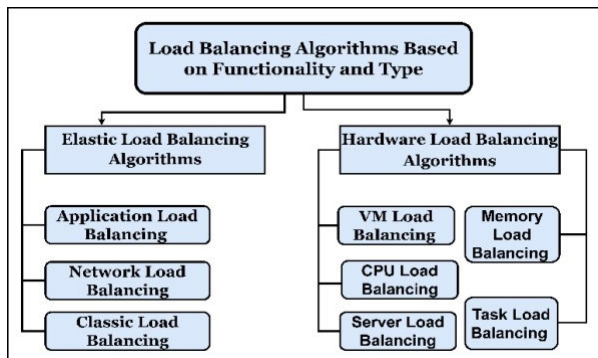 Load Balancing Algorithms Based
on Functionality and Type
Elastic Load Balancing
Algorithms
Hardware Load Balancing
Algorithms
Application Load
Balancing
Network Load
Balancing
Classic Load
Balancing
VM Load
Balancing
CPU Load
Balancing
Server Load
Balancing
Memory
Load
Balancing
Task Load
Balancing